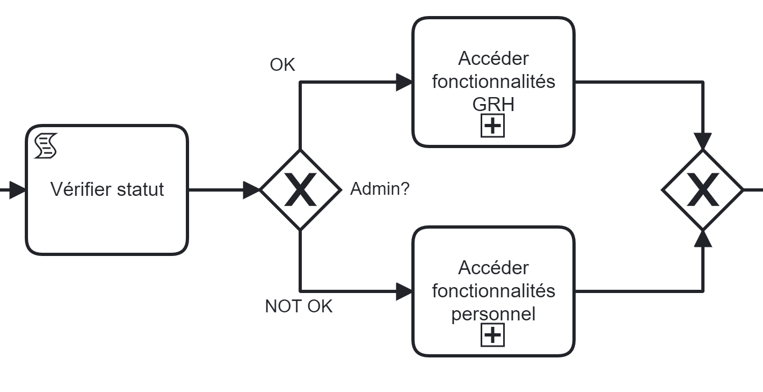 OK
Accéder
fonctionnalités
GRH
Vérifier statut
Admin?
NOT OK
Accéder
fonctionnalités
personnel